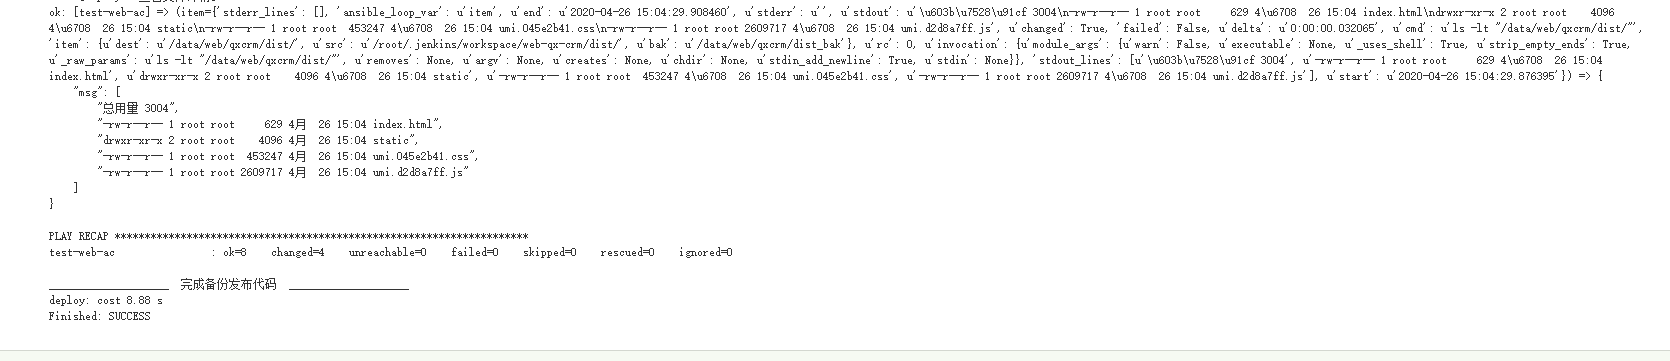 ok: [test-web-ac] => (item={'stderr_lines': [], 'ansible_loop_var': u'item', u'end': u'2020-04-26 15:04:29.908460', u'stderr': u'', u'stdout': u'\u603b\u7528\u91cf 3004\n-rw-r--r-- 1 root root     629 4\u6708  26 15:04 index.html\ndrwxr-xr-x 2 root root    4096
4\u6708  26 15:04 static\n-rw-r--r-- 1 root root  453247 4\u6708  26 15:04 umi.045e2b41.css\n-rw-r--r-- 1 root root 2609717 4\u6708  26 15:04 umi.d2d8a7ff.js', u'changed': True, 'failed': False, u'delta': u'0:00:00.032065', u'cmd': u'ls -lt "/data/web/qxcrm/dist/"',
'item': {u'dest': u'/data/web/qxcrm/dist/', u'src': u'/root/.jenkins/workspace/web-qx-crm/dist/', u'bak': u'/data/web/qxcrm/dist_bak'}, u'rc': 0, u'invocation': {u'module_args': {u'warn': False, u'executable': None, u'_uses_shell': True, u'strip_empty_ends': True,
u'_raw_params': u'ls -lt "/data/web/qxcrm/dist/"', u'removes': None, u'argv': None, u'creates': None, u'chdir': None, u'stdin_add_newline': True, u'stdin': None}}, 'stdout_lines': [u'\u603b\u7528\u91cf 3004', u'-rw-r--r-- 1 root root     629 4\u6708  26 15:04
index.html', u'drwxr-xr-x 2 root root    4096 4\u6708  26 15:04 static', u'-rw-r--r-- 1 root root  453247 4\u6708  26 15:04 umi.045e2b41.css', u'-rw-r--r-- 1 root root 2609717 4\u6708  26 15:04 umi.d2d8a7ff.js'], u'start': u'2020-04-26 15:04:29.876395'}) => {
"msg": [
"总用量 3004",
"-rw-r--r-- 1 root root     629 4月  26 15:04 index.html",
"drwxr-xr-x 2 root root    4096 4月  26 15:04 static",
"-rw-r--r-- 1 root root  453247 4月  26 15:04 umi.045e2b41.css",
"-rw-r--r-- 1 root root 2609717 4月  26 15:04 umi.d2d8a7ff.js"
]
}
PLAY RECAP *********************************************************************
test-web-ac                : ok=8    changed=4    unreachable=0    failed=0    skipped=0    rescued=0    ignored=0
____________________  完成备份发布代码  ____________________
deploy: cost 8.88 s
Finished: SUCCESS